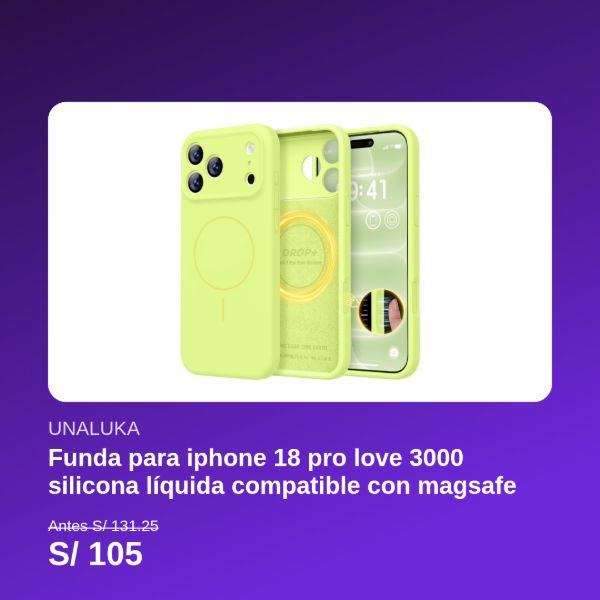 9:41
DROP+
UNALUKA
Funda para iphone 18 pro love 3000
silicona líquida compatible con magsafe
Antes S/ 131.25
S/ 105